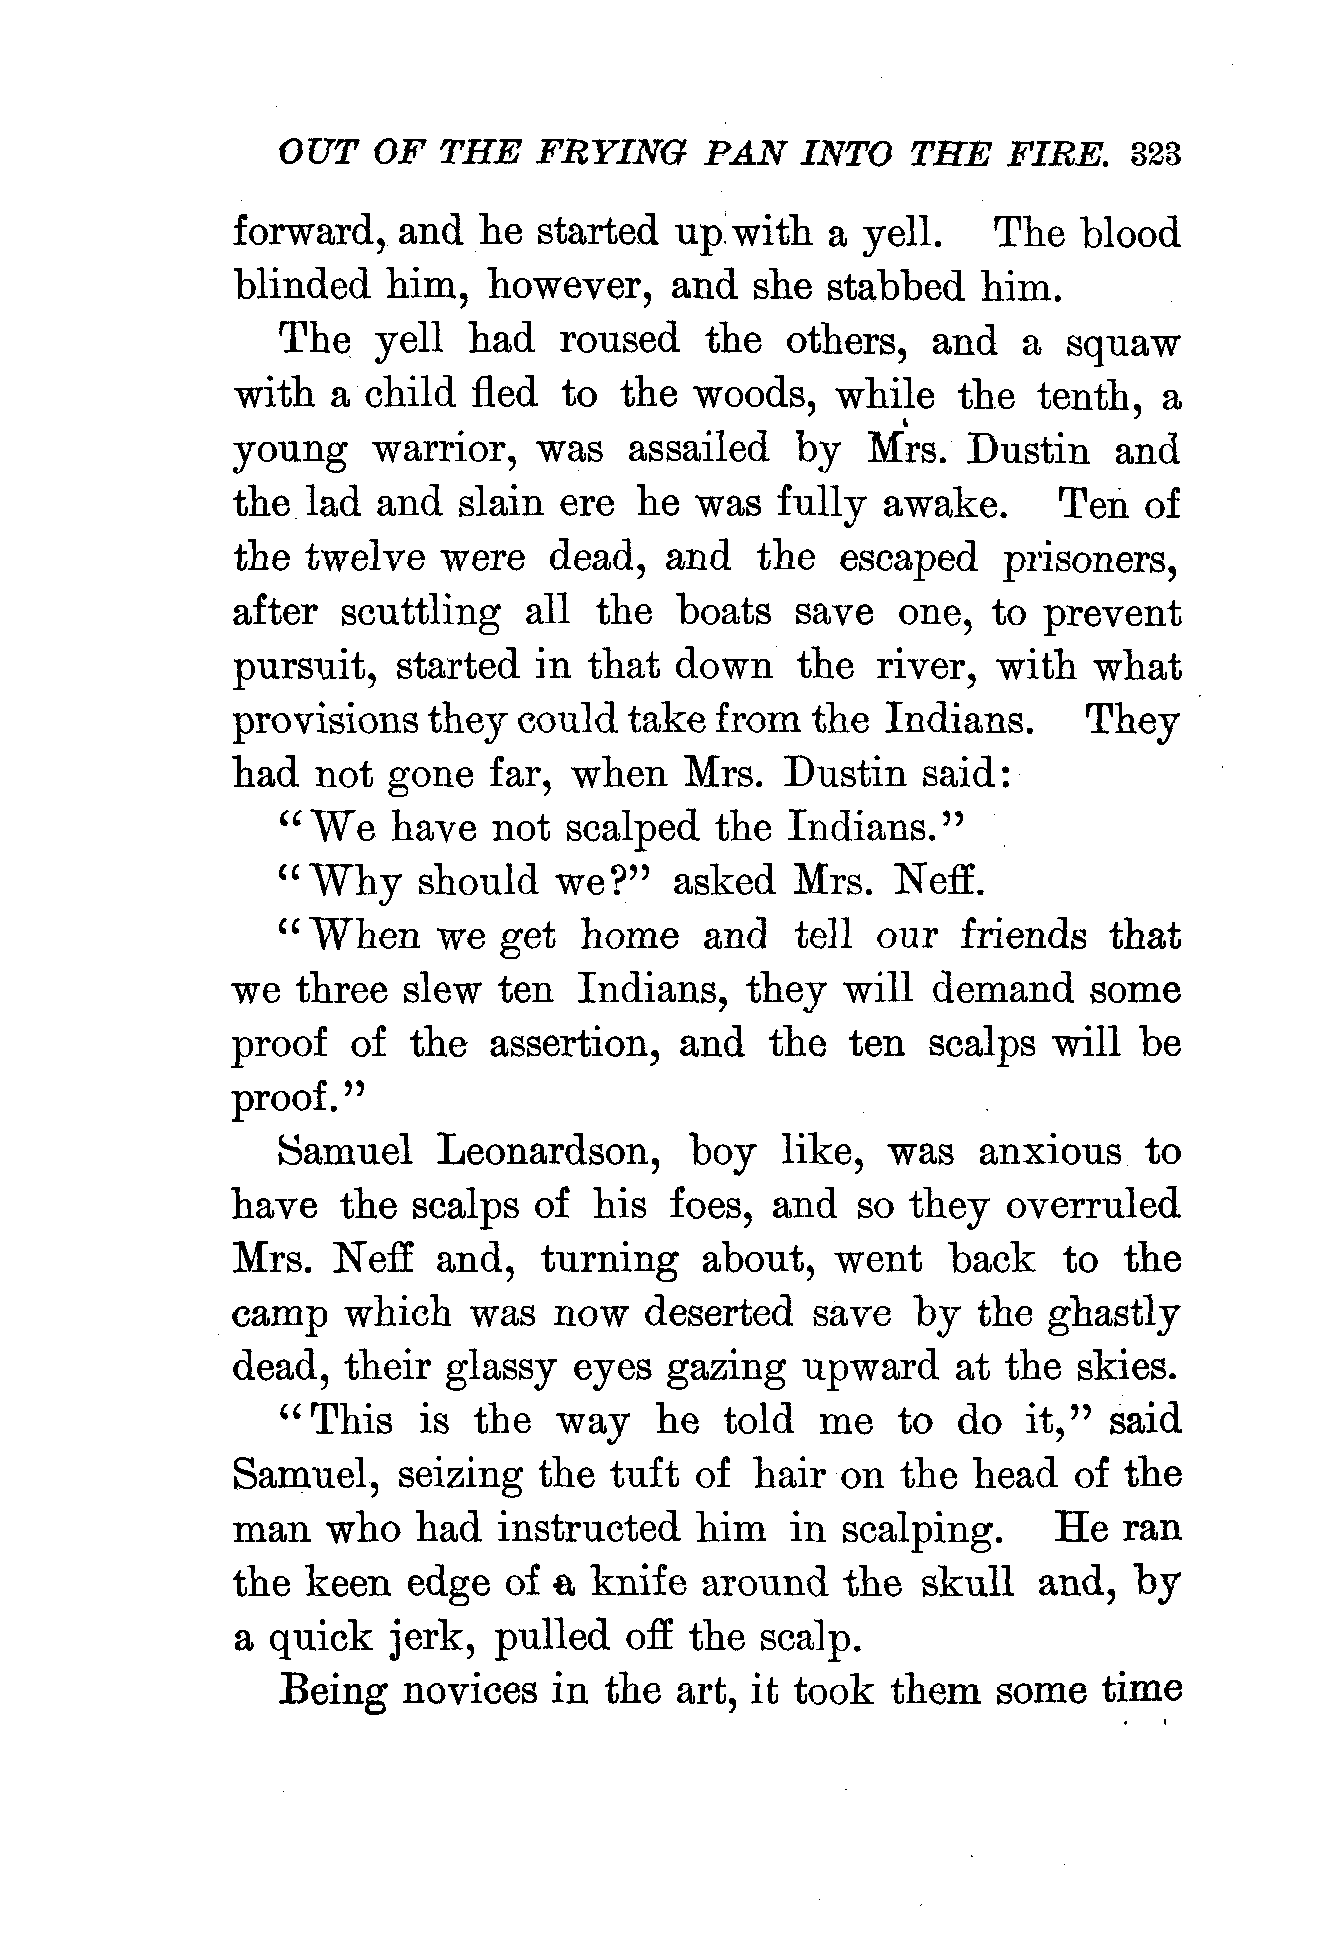 OUT OF THE FRYING PAN INTO THE FIRE. 323
forward, and he started up with a yell. The blood
blinded him, however, and she stabbed him.
The yell had roused the others, and a squaw
with a child fled to the woods, while the tenth, a
young warrior, was assailed by Mrs. Dustin and
the lad and slain ere he was fully awake. Ten of
the twelve were dead, and the escaped prisoners,
after scuttling all the boats save one, to prevent
pursuit, started in that down the river, with what
provisions they could take from the Indians. They
had not gone far, when Mrs. Dustin said:
"We have not scalped the Indians."
"Why should we?" asked Mrs. Neff.
"When we get home and tell our friends that
we three slew ten Indians, they will demand some
proof of the assertion, and the ten scalps will be
proof."
Samuel Leonardson, boy like, was anxious to
have the scalps of his foes, and so they overruled
Mrs. Neff and, turning about, went back to the
camp which was now deserted save by the ghastly
dead, their glassy eyes gazing upward at the skies.
"This is the way he told me to do it," said
Samuel, seizing the tuft of hair on the head of the
man who had instructed him in scalping. He ran
the keen edge of a knife around the skull and, by
a quick jerk, pulled off the scalp.
Being novices in the art, it took them some time